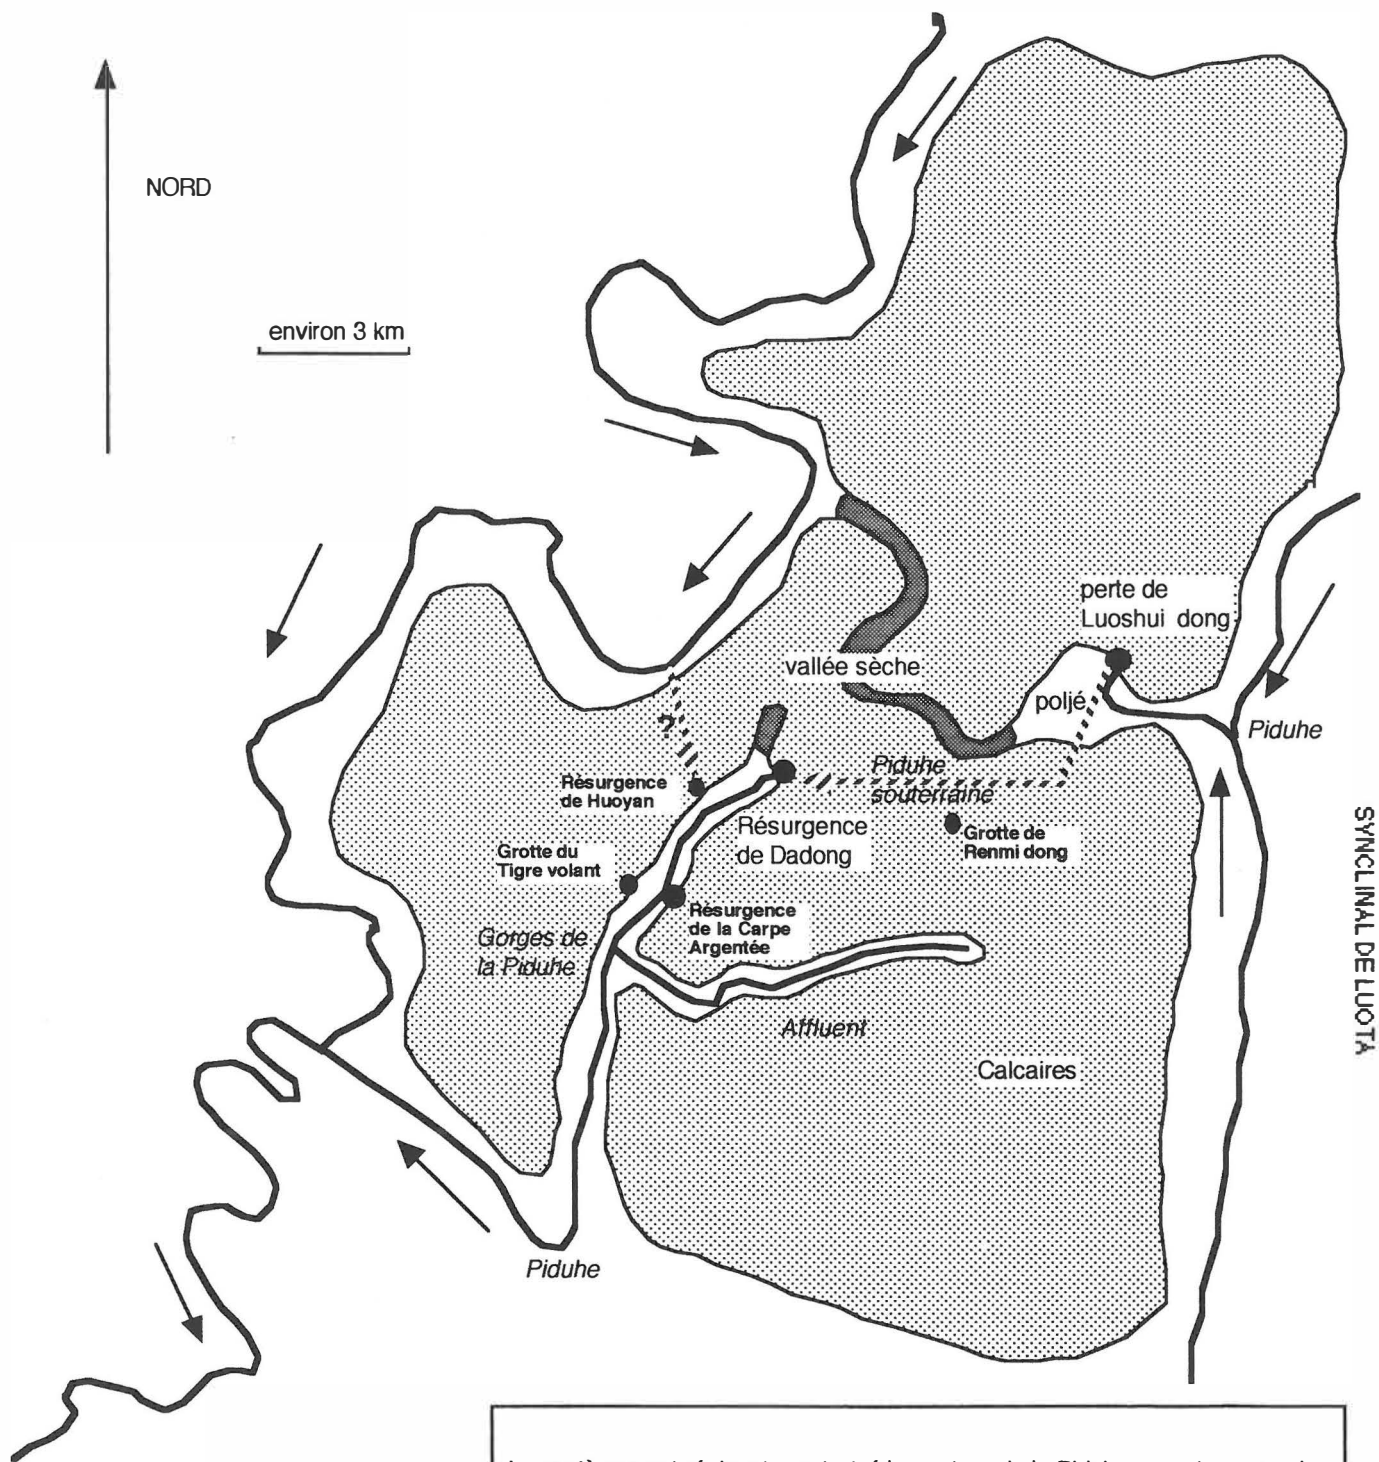 NORD
environ 3 km
perte de
Luoshui dong
vallée sèche
poljé
Piduhe
?
Piduhe
souterraine
Résurgence
de Huoyan
Résurgence
de Dadong
Grotte de
Renmi dong
Grotte du
Tigre volant
Résurgence
de la Carpe
Argentée
Gorges de
la Piduhe
Affluent
Calcaires
SYNCLINAL DE LUOTA
Piduhe